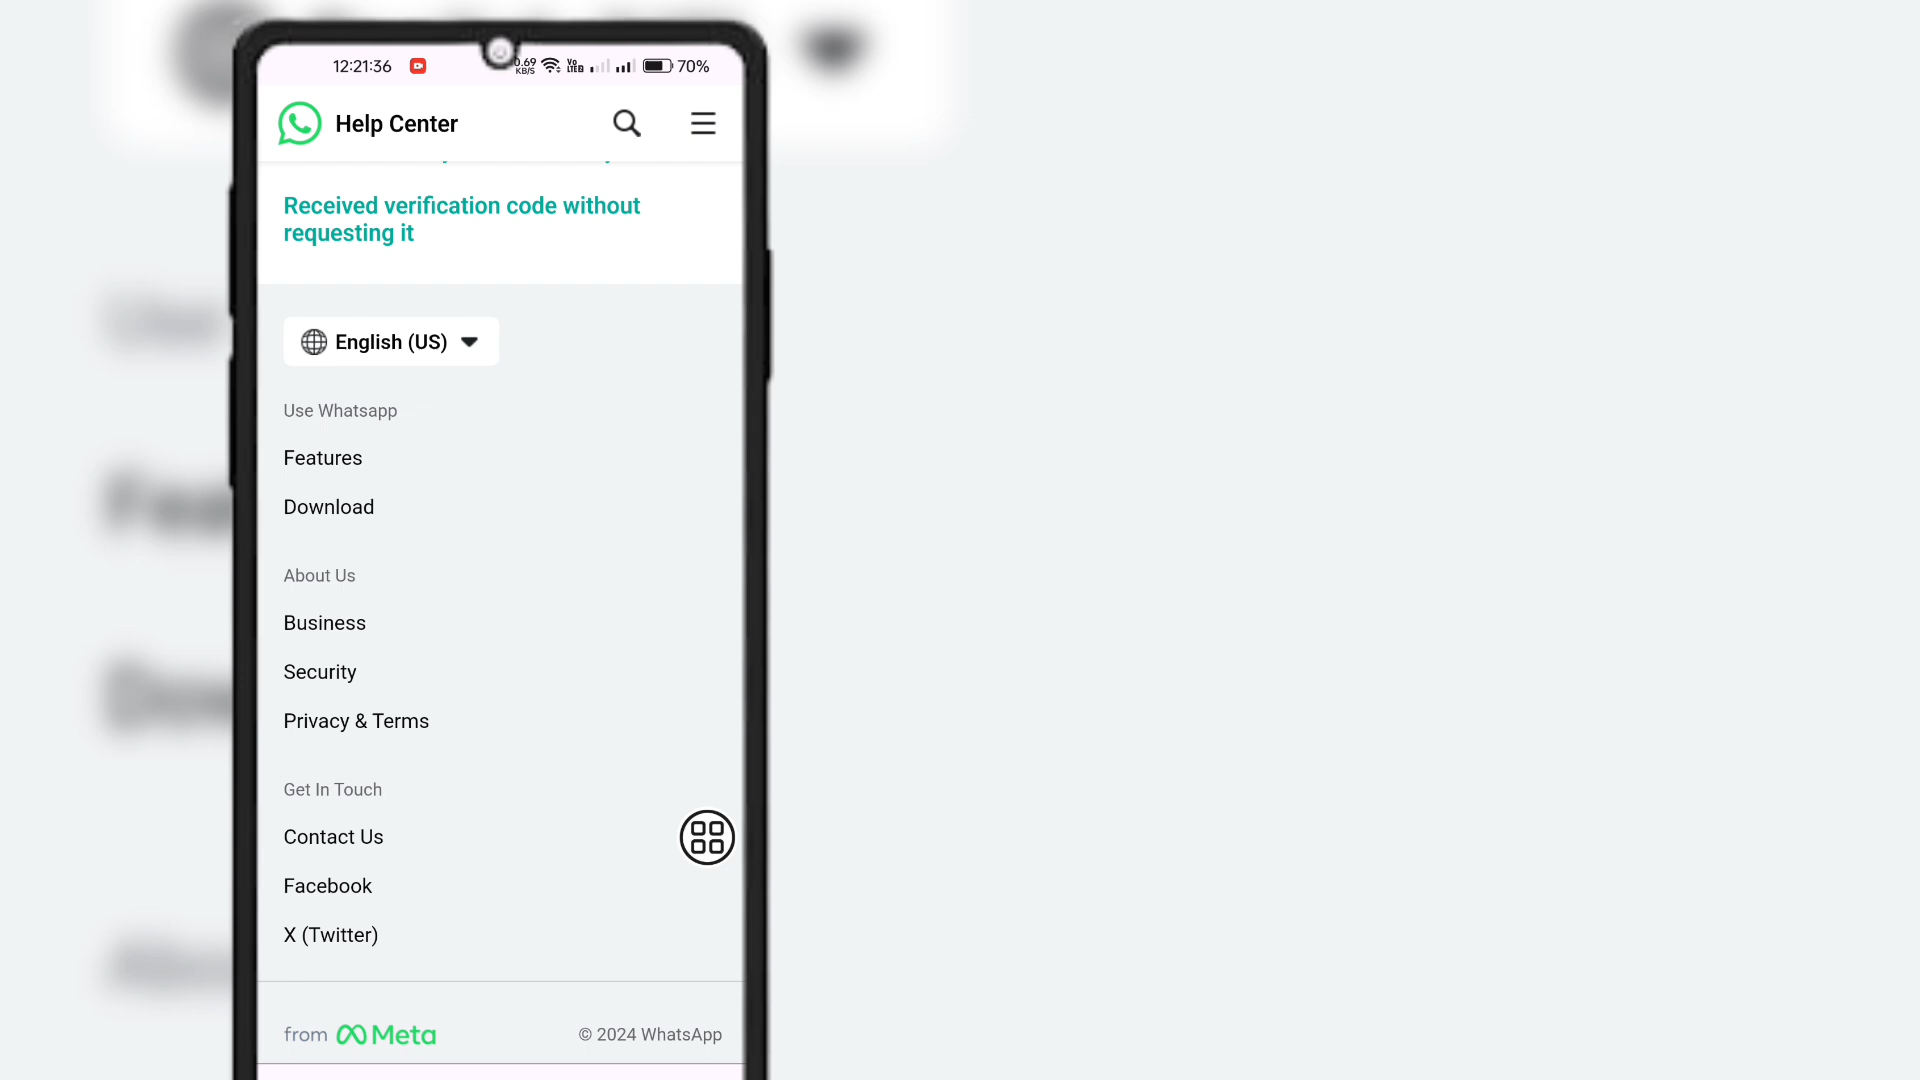 12:21:36 0.69 KB/S Vo LTE2 70%
Help Center
Received verification code without
requesting it
English (US)
Use Whatsapp
Features
Download
About Us
Business
Security
Privacy & Terms
Get In Touch
Contact Us
Facebook
X (Twitter)
from Meta © 2024 WhatsApp